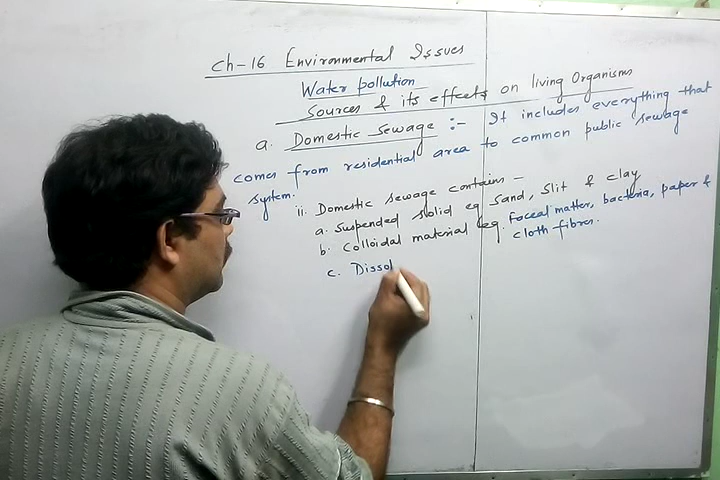 Ch-16 Environmental Issues
Water pollution
Sources & its effects on living Organisms
a. Domestic Sewage :- It includes everything that
comes from residential area to common public sewage
system.
ii. Domestic sewage contains -
a. Suspended solid eg Sand, Slit & clay
b. Colloidal material eg. Foecal matter, bacteria, paper &
cloth fibres.
c. Dissol